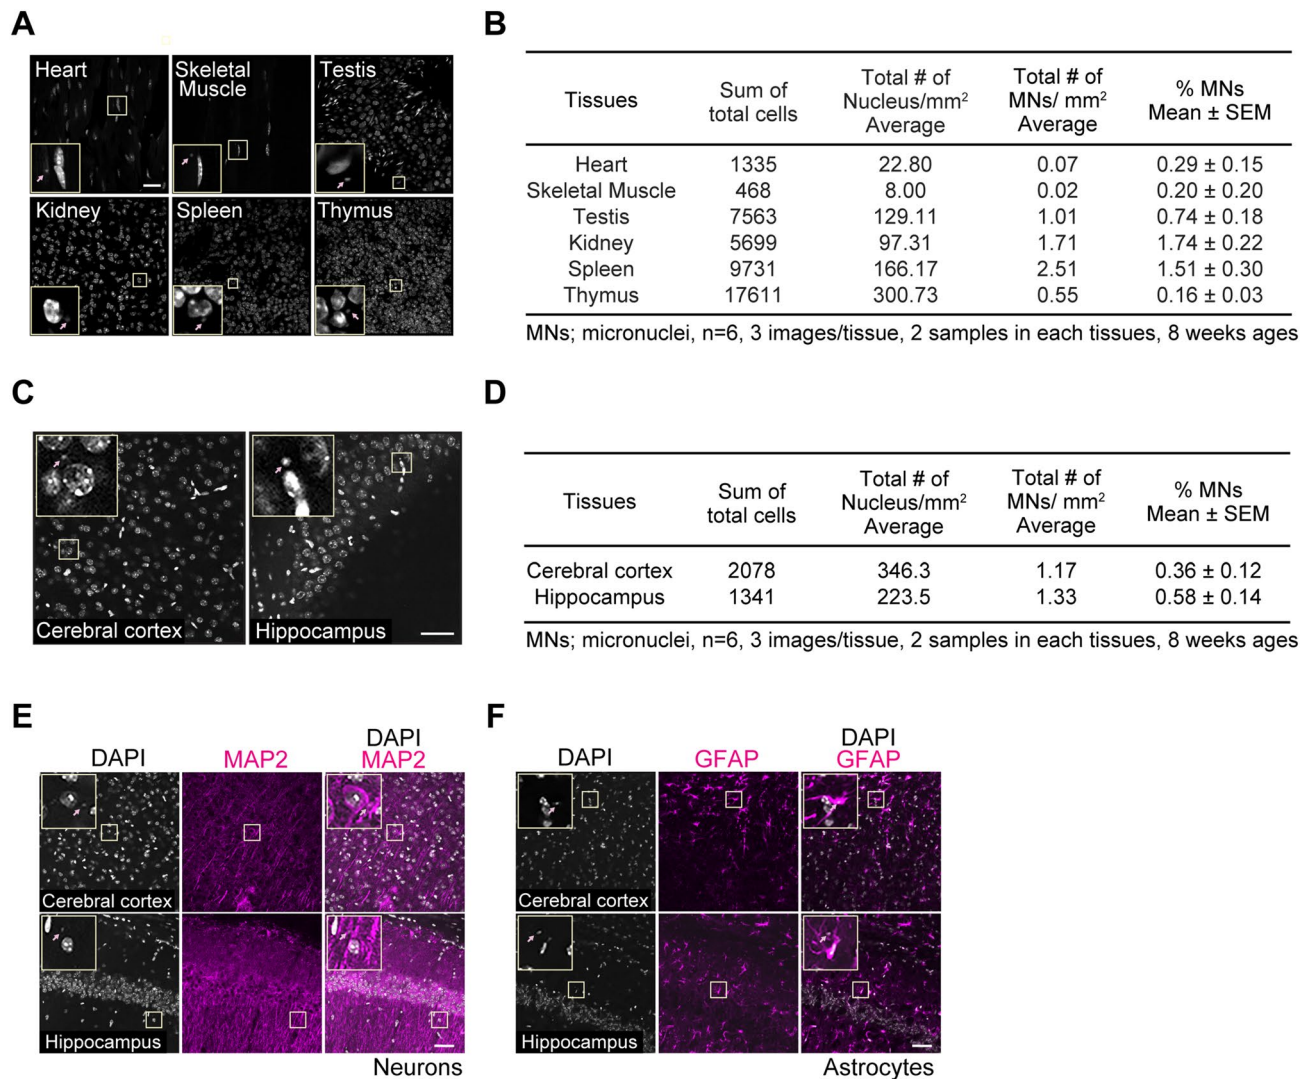 A
Heart
Skeletal
Muscle
Testis
Kidney
Spleen
Thymus
B
Tissues
Sum of
total cells
Total # of
Nucleus/mm²
Average
Total # of
MNs/ mm²
Average
% MNs
Mean ± SEM
Heart 1335 22.80 0.07 0.29 ± 0.15
Skeletal Muscle 468 8.00 0.02 0.20 ± 0.20
Testis 7563 129.11 1.01 0.74 ± 0.18
Kidney 5699 97.31 1.71 1.74 ± 0.22
Spleen 9731 166.17 2.51 1.51 ± 0.30
Thymus 17611 300.73 0.55 0.16 ± 0.03
MNs; micronuclei, n=6, 3 images/tissue, 2 samples in each tissues, 8 weeks ages
C
Cerebral cortex
Hippocampus
D
Tissues
Sum of
total cells
Total # of
Nucleus/mm²
Average
Total # of
MNs/ mm²
Average
% MNs
Mean ± SEM
Cerebral cortex 2078 346.3 1.17 0.36 ± 0.12
Hippocampus 1341 223.5 1.33 0.58 ± 0.14
MNs; micronuclei, n=6, 3 images/tissue, 2 samples in each tissues, 8 weeks ages
E
DAPI
MAP2
DAPI
MAP2
Cerebral cortex
Hippocampus
Neurons
F
DAPI
GFAP
DAPI
GFAP
Cerebral cortex
Hippocampus
Astrocytes